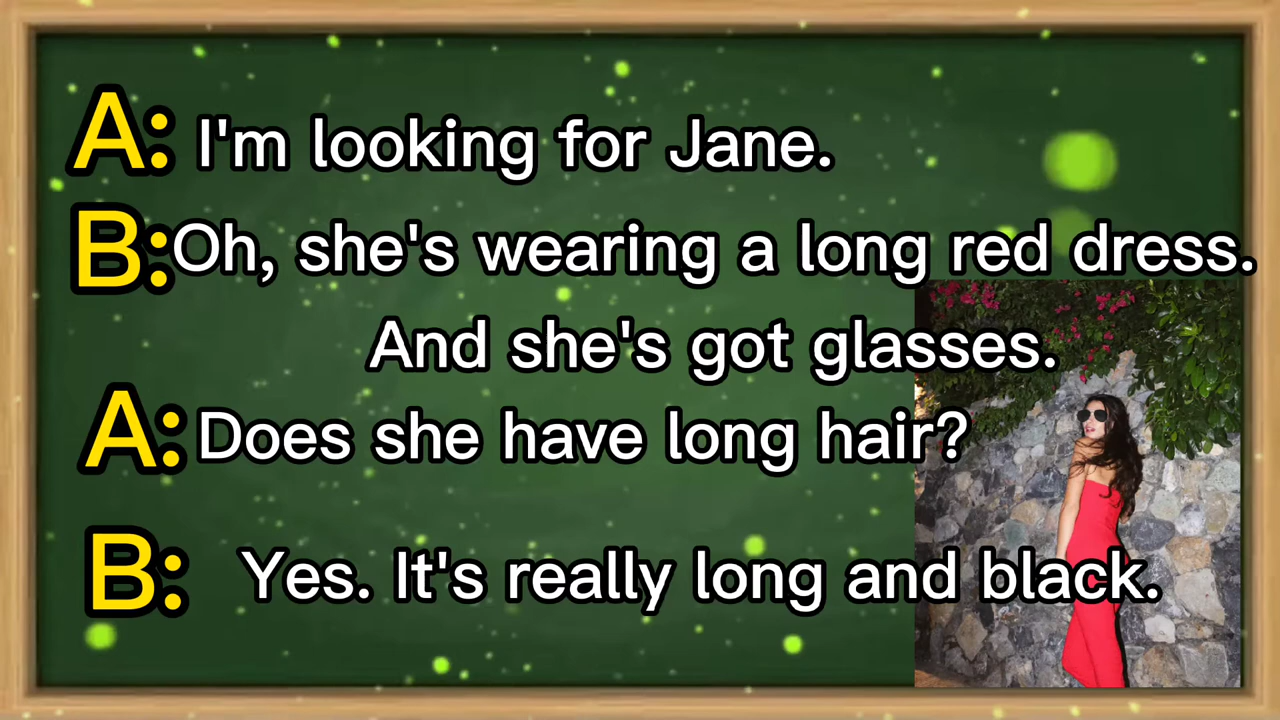 A: I'm looking for Jane.
B: Oh, she's wearing a long red dress.
And she's got glasses.
A: Does she have long hair?
B: Yes. It's really long and black.